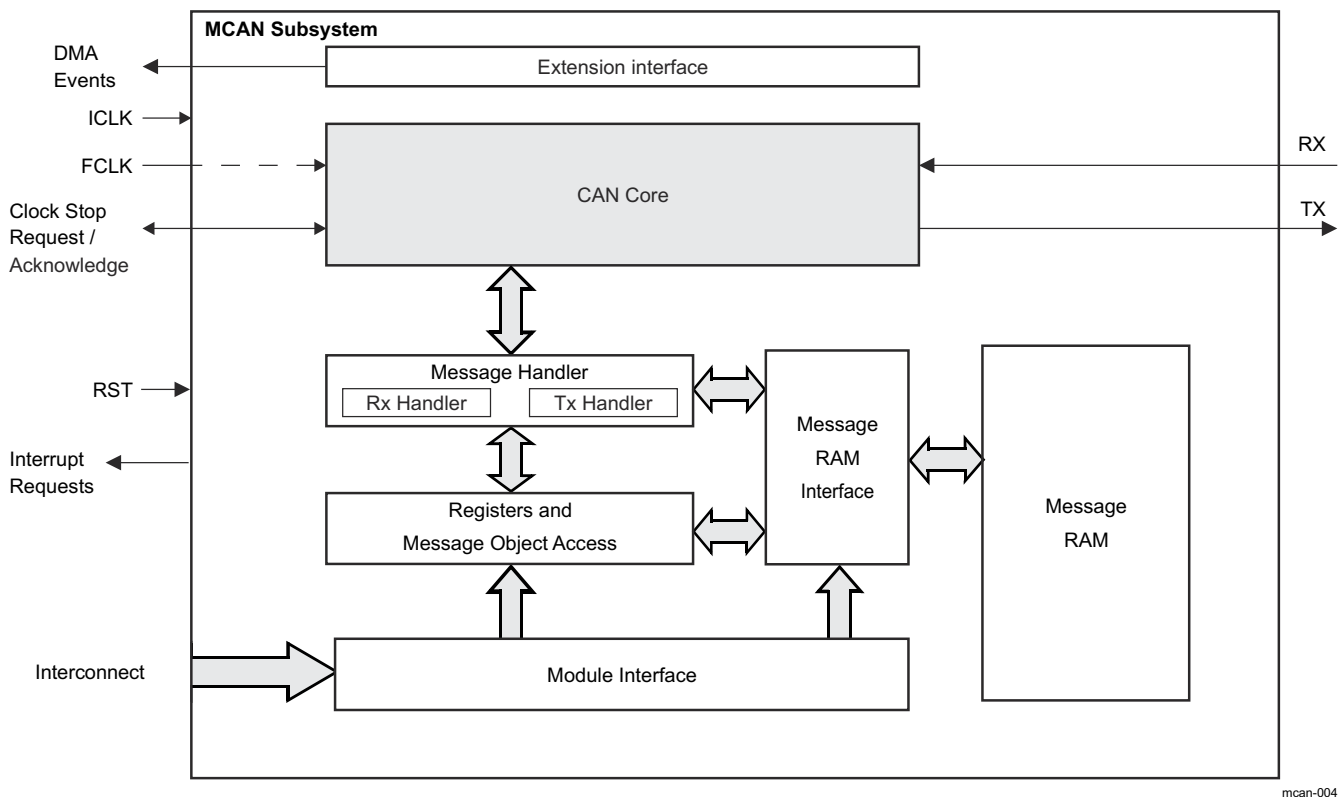 MCAN Subsystem
DMA
Events
Extension interface
ICLK
FCLK
CAN Core
RX
TX
Clock Stop
Request /
Acknowledge
Message Handler
Rx Handler
Tx Handler
RST
Interrupt
Requests
Message
RAM
Interface
Registers and
Message Object Access
Message
RAM
Interconnect
Module Interface
mcan-004